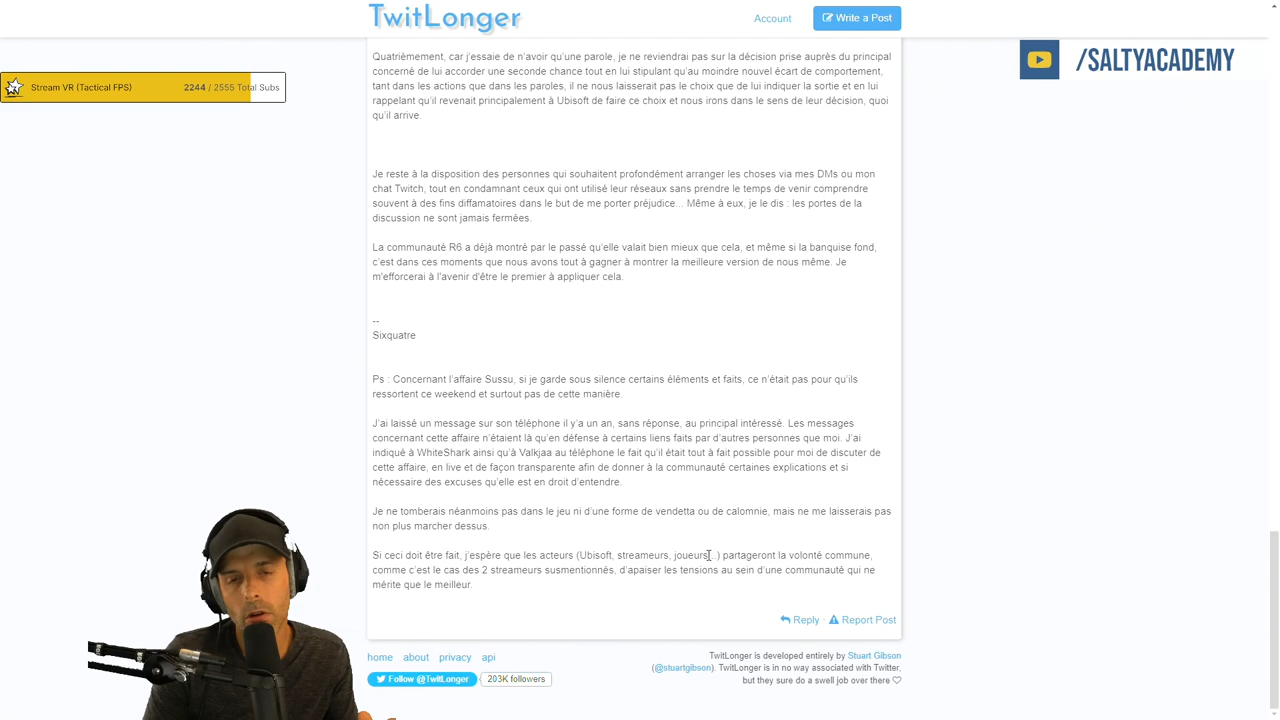 TwitLonger
Account
Write a Post
/SALTYACADEMY
Stream VR (Tactical FPS)
2244 / 2555 Total Subs
Quatrièmement, car j'essaie de n'avoir qu'une parole, je ne reviendrai pas sur la décision prise auprès du principal
concerné de lui accorder une seconde chance tout en lui stipulant qu'au moindre nouvel écart de comportement,
tant dans les actions que dans les paroles, il ne nous laisserait pas le choix que de lui indiquer la sortie et en lui
rappelant qu'il revenait principalement à Ubisoft de faire ce choix et nous irons dans le sens de leur décision, quoi
qu'il arrive.
Je reste à la disposition des personnes qui souhaitent profondément arranger les choses via mes DMs ou mon
chat Twitch, tout en condamnant ceux qui ont utilisé leur réseaux sans prendre le temps de venir comprendre
souvent à des fins diffamatoires dans le but de me porter préjudice... Même à eux, je le dis : les portes de la
discussion ne sont jamais fermées.
La communauté R6 a déjà montré par le passé qu'elle valait bien mieux que cela, et même si la banquise fond,
c'est dans ces moments que nous avons tout à gagner à montrer la meilleure version de nous même. Je
m'efforcerai à l'avenir d'être le premier à appliquer cela.
--
Sixquatre
Ps : Concernant l'affaire Sussu, si je garde sous silence certains éléments et faits, ce n'était pas pour qu'ils
ressortent ce weekend et surtout pas de cette manière.
J'ai laissé un message sur son téléphone il y'a un an, sans réponse, au principal intéressé. Les messages
concernant cette affaire n'étaient là qu'en défense à certains liens faits par d'autres personnes que moi. J'ai
indiqué à WhiteShark ainsi qu'à Valkjaa au téléphone le fait qu'il était tout à fait possible pour moi de discuter de
cette affaire, en live et de façon transparente afin de donner à la communauté certaines explications et si
nécessaire des excuses qu'elle est en droit d'entendre.
Je ne tomberais néanmoins pas dans le jeu ni d'une forme de vendetta ou de calomnie, mais ne me laisserais pas
non plus marcher dessus.
Si ceci doit être fait, j'espère que les acteurs (Ubisoft, streameurs, joueurs...) partageront la volonté commune,
comme c'est le cas des 2 streameurs susmentionnés, d'apaiser les tensions au sein d'une communauté qui ne
mérite que le meilleur.
Reply · Report Post
home about privacy api
Follow @TwitLonger 203K followers
TwitLonger is developed entirely by Stuart Gibson
(@stuartgibson). TwitLonger is in no way associated with Twitter,
but they sure do a swell job over there